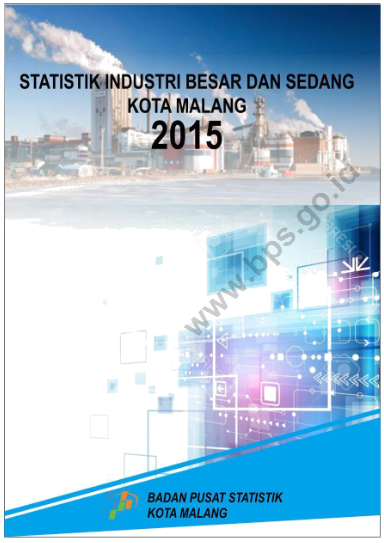 STATISTIK INDUSTRI BESAR DAN SEDANG
KOTA MALANG
2015
www.bps.go.id
BADAN PUSAT STATISTIK
KOTA MALANG